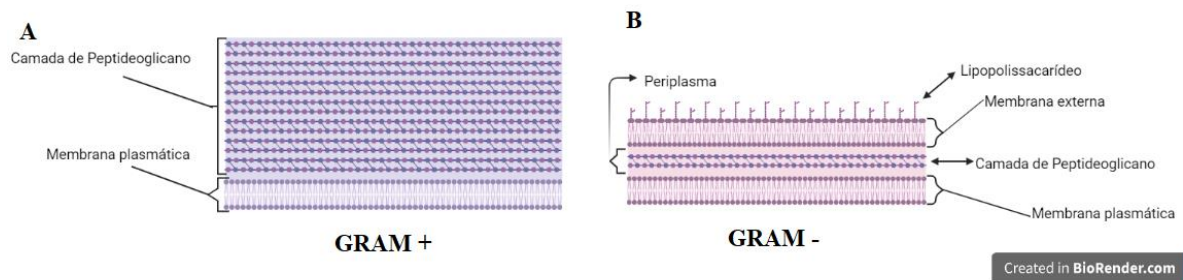 A
Camada de Peptideoglicano
Membrana plasmática
GRAM +
B
Periplasma
Lipopolissacarídeo
Membrana externa
Camada de Peptideoglicano
Membrana plasmática
GRAM -
Created in BioRender.com